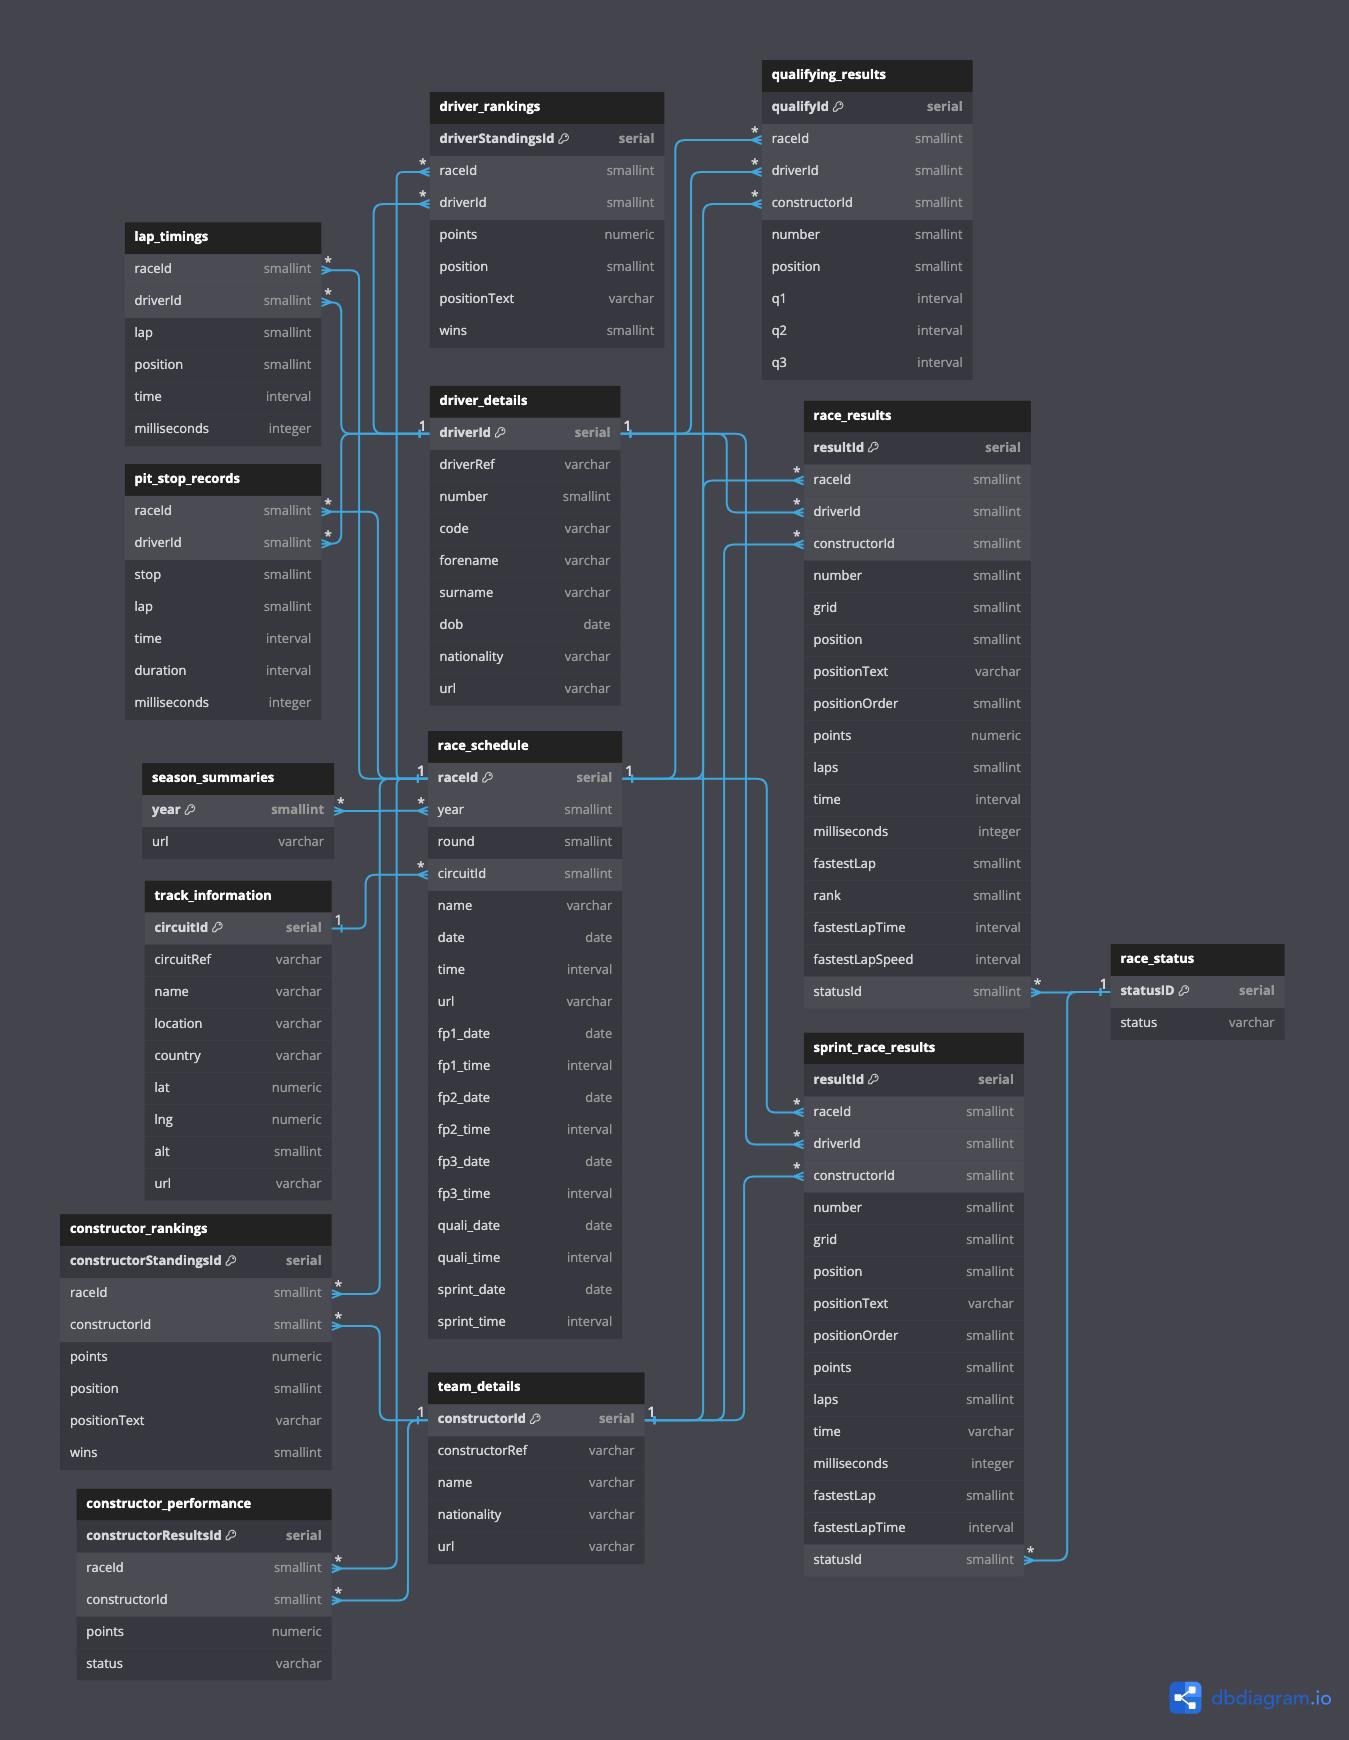 qualifying_results
qualifyId serial
* raceId smallint
* driverId smallint
* constructorId smallint
number smallint
position smallint
q1 interval
q2 interval
q3 interval
driver_rankings
driverStandingsId serial
* raceId smallint
* driverId smallint
points numeric
position smallint
positionText varchar
wins smallint
lap_timings
raceId smallint *
driverId smallint *
lap smallint
position smallint
time interval
milliseconds integer
driver_details
1 driverId serial 1
driverRef varchar
number smallint
code varchar
forename varchar
surname varchar
dob date
nationality varchar
url varchar
race_results
resultId serial
* raceId smallint
* driverId smallint
* constructorId smallint
number smallint
grid smallint
position smallint
positionText varchar
positionOrder smallint
points numeric
laps smallint
time interval
milliseconds integer
fastestLap smallint
rank smallint
fastestLapTime interval
fastestLapSpeed interval
statusId smallint *
pit_stop_records
raceId smallint *
driverId smallint *
stop smallint
lap smallint
time interval
duration interval
milliseconds integer
race_schedule
1 raceId serial 1
* year smallint
round smallint
* circuitId smallint
name varchar
date date
time interval
url varchar
fp1_date date
fp1_time interval
fp2_date date
fp2_time interval
fp3_date date
fp3_time interval
quali_date date
quali_time interval
sprint_date date
sprint_time interval
season_summaries
year smallint *
url varchar
track_information
circuitId serial 1
circuitRef varchar
name varchar
location varchar
country varchar
lat numeric
lng numeric
alt smallint
url varchar
race_status
1 statusID serial
status varchar
sprint_race_results
resultId serial
* raceId smallint
* driverId smallint
* constructorId smallint
number smallint
grid smallint
position smallint
positionText varchar
positionOrder smallint
points smallint
laps smallint
time varchar
milliseconds integer
fastestLap smallint
fastestLapTime interval
statusId smallint *
constructor_rankings
constructorStandingsId serial
raceId smallint *
constructorId smallint *
points numeric
position smallint
positionText varchar
wins smallint
team_details
1 constructorId serial 1
constructorRef varchar
name varchar
nationality varchar
url varchar
constructor_performance
constructorResultsId serial
raceId smallint *
constructorId smallint *
points numeric
status varchar
dbdiagram.io